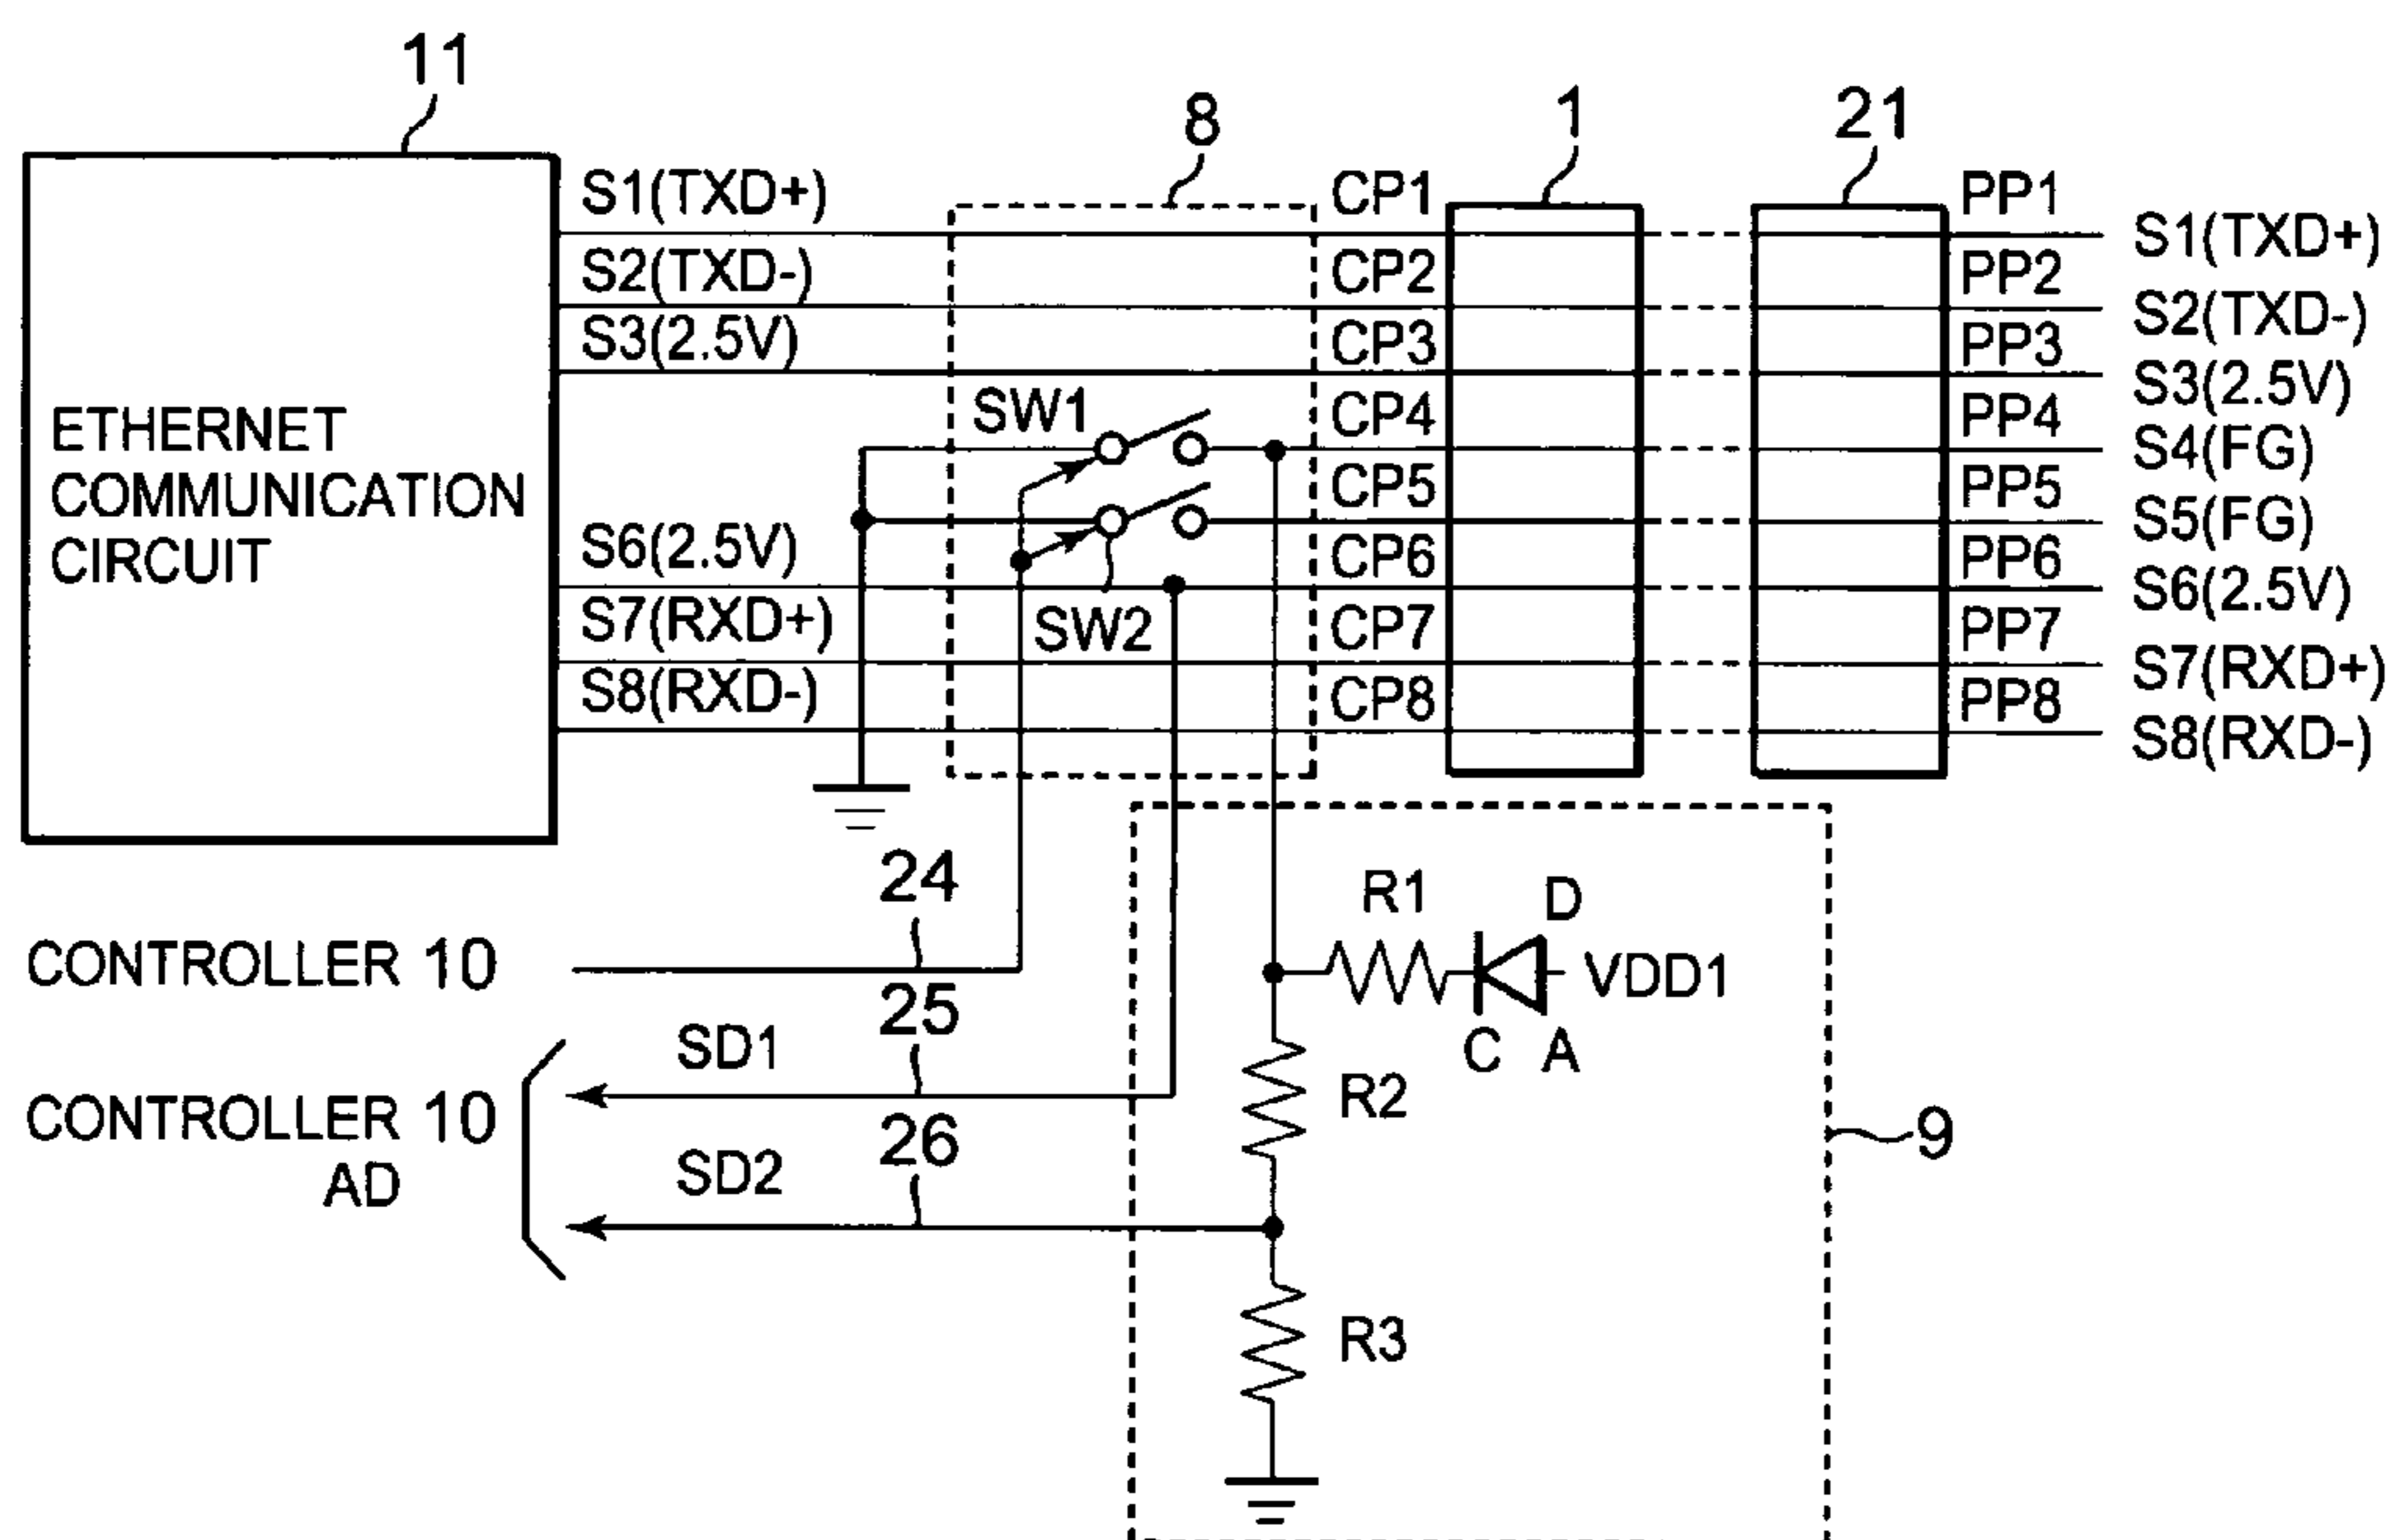 11
8
1
21
S1(TXD+)
CP1
PP1
S1(TXD+)
S2(TXD-)
CP2
PP2
S2(TXD-)
S3(2.5V)
CP3
PP3
S3(2.5V)
SW1
CP4
PP4
S4(FG)
ETHERNET
COMMUNICATION
CIRCUIT
CP5
PP5
S5(FG)
S6(2.5V)
CP6
PP6
S6(2.5V)
S7(RXD+)
SW2
CP7
PP7
S7(RXD+)
S8(RXD-)
CP8
PP8
S8(RXD-)
24
R1
D
CONTROLLER 10
VDD1
25
C
A
SD1
R2
CONTROLLER 10
AD
26
SD2
9
R3